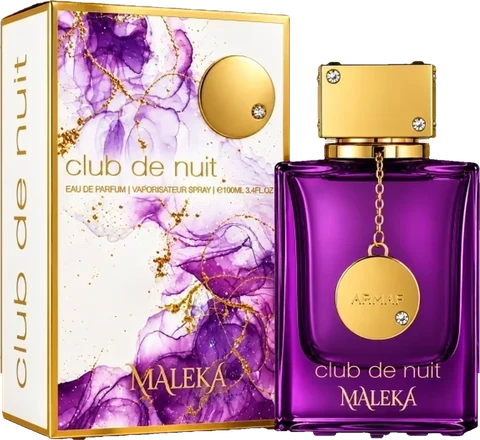 club de nuit
club de nuit
EAU DE PARFUM | VAPORISATEUR SPRAY | ℮100ML 3.4FL.OZ
MALEKA
ARMAF
club de nuit
MALEKA